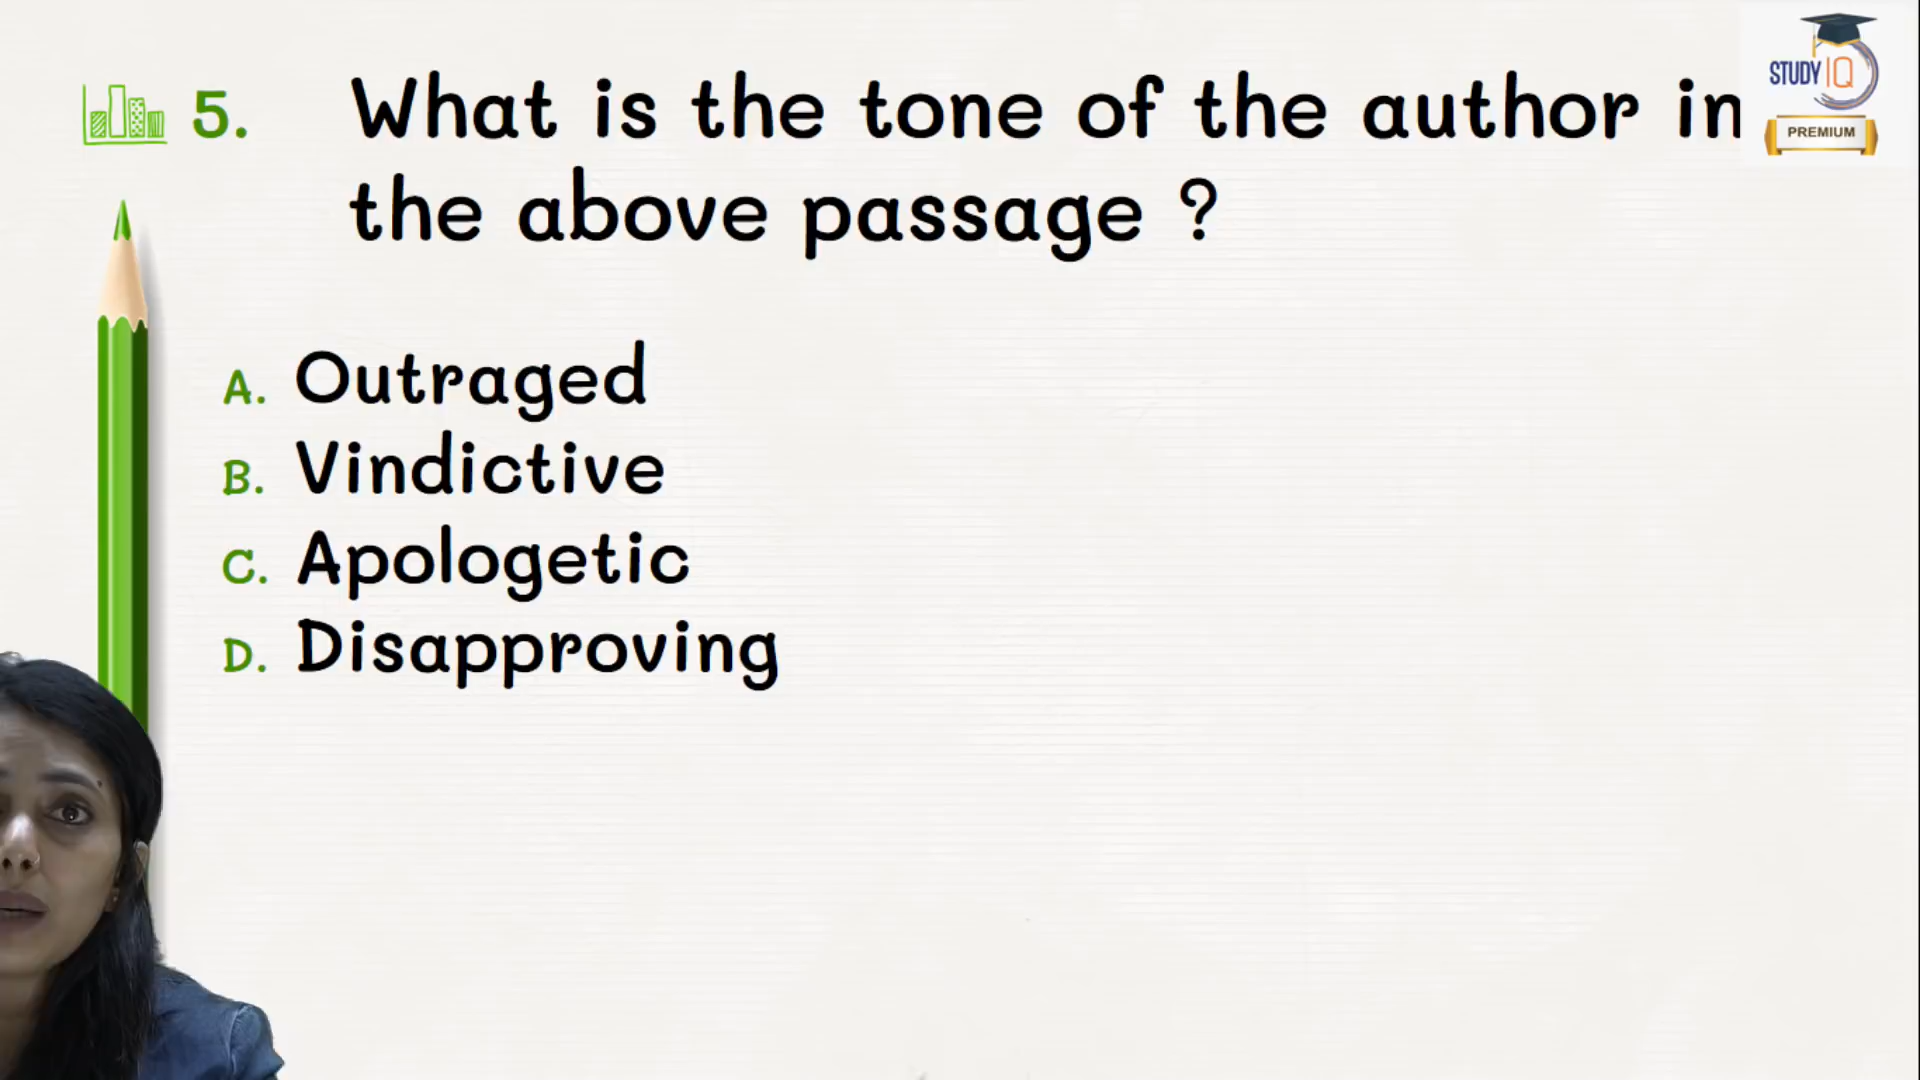 5. What is the tone of the author in
the above passage ?
A. Outraged
B. Vindictive
C. Apologetic
D. Disapproving
STUDY IQ
PREMIUM